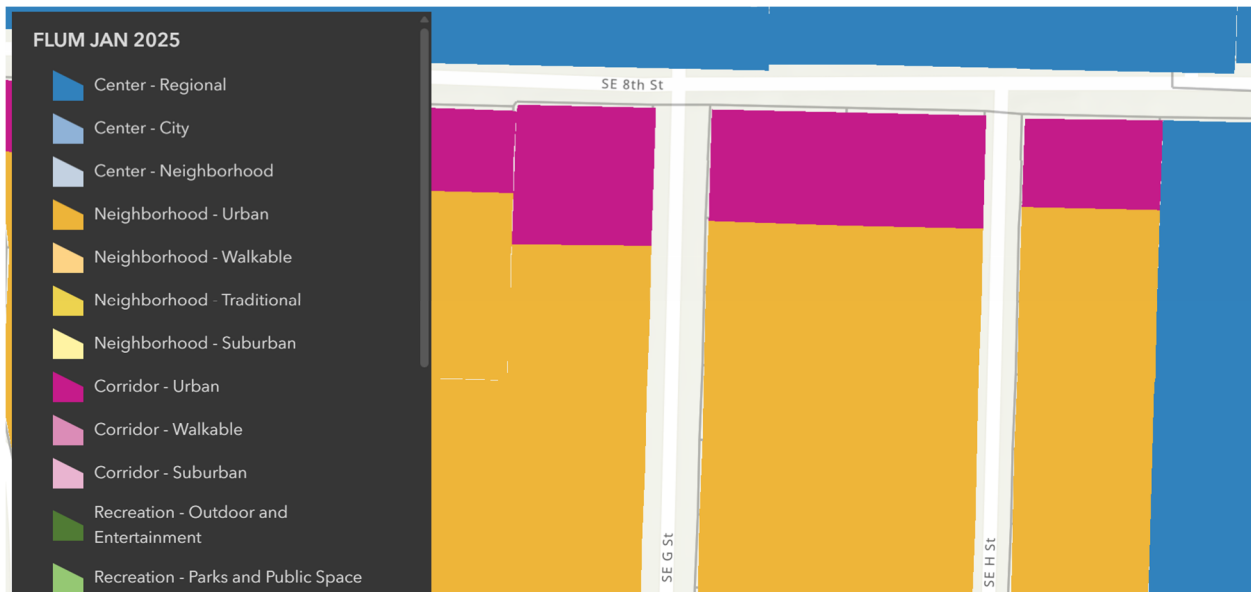 FLUM JAN 2025
Center - Regional
Center - City
Center - Neighborhood
Neighborhood - Urban
Neighborhood - Walkable
Neighborhood - Traditional
Neighborhood - Suburban
Corridor - Urban
Corridor - Walkable
Corridor - Suburban
Recreation - Outdoor and
Entertainment
Recreation - Parks and Public Space
SE 8th St
SE G St
SE H St